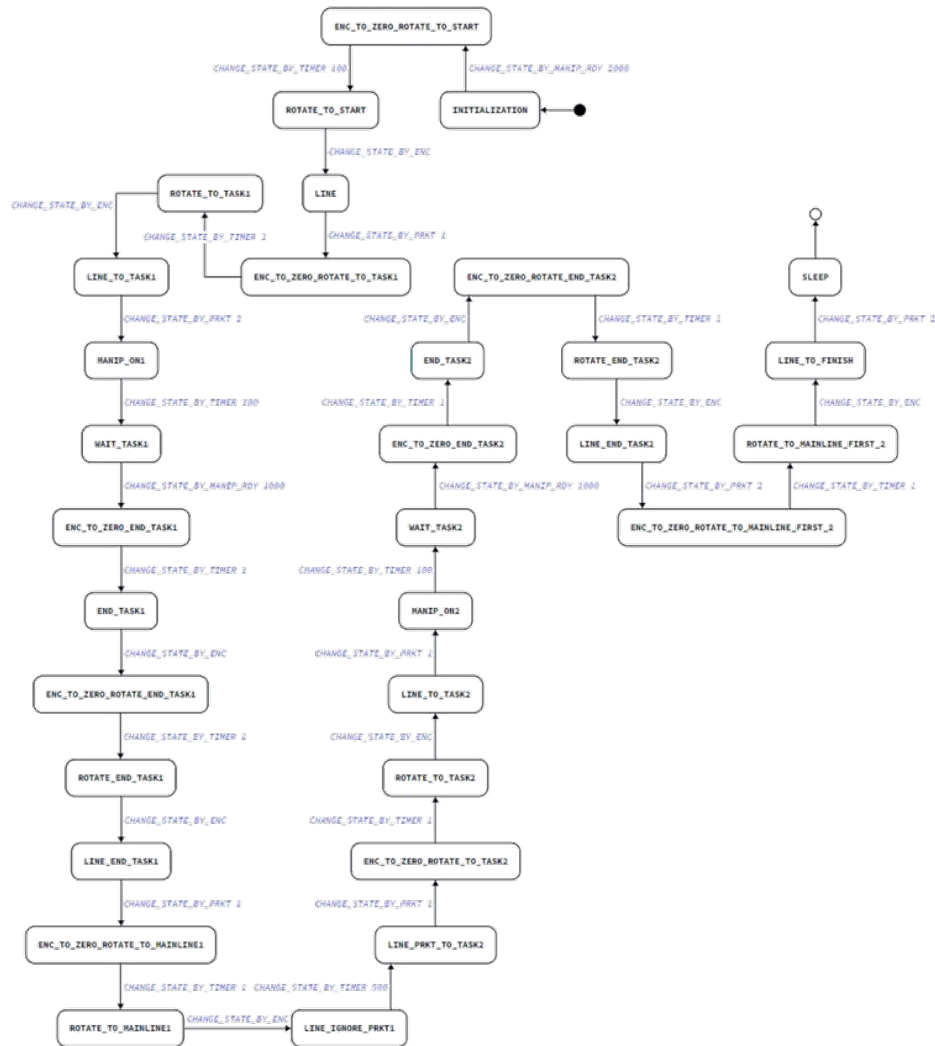 ENC_TO_ZERO_ROTATE_TO_START
CHANGE_STATE_BY_TIMER 100
CHANGE_STATE_BY_MANIP_RDY 2000
ROTATE_TO_START
INITIALIZATION
CHANGE_STATE_BY_ENC
LINE
CHANGE_STATE_BY_PRKT 1
ENC_TO_ZERO_ROTATE_TO_TASK1
CHANGE_STATE_BY_TIMER 1
ROTATE_TO_TASK1
CHANGE_STATE_BY_ENC
LINE_TO_TASK1
CHANGE_STATE_BY_PRKT 2
MANIP_ON1
CHANGE_STATE_BY_TIMER 100
WAIT_TASK1
CHANGE_STATE_BY_MANIP_RDY 1000
ENC_TO_ZERO_END_TASK1
CHANGE_STATE_BY_TIMER 1
END_TASK1
CHANGE_STATE_BY_ENC
ENC_TO_ZERO_ROTATE_END_TASK1
CHANGE_STATE_BY_TIMER 1
ROTATE_END_TASK1
CHANGE_STATE_BY_ENC
LINE_END_TASK1
CHANGE_STATE_BY_PRKT 1
ENC_TO_ZERO_ROTATE_TO_MAINLINE1
CHANGE_STATE_BY_TIMER 1
ROTATE_TO_MAINLINE1
CHANGE_STATE_BY_ENC
LINE_IGNORE_PRKT1
CHANGE_STATE_BY_TIMER 500
LINE_PRKT_TO_TASK2
CHANGE_STATE_BY_PRKT 1
ENC_TO_ZERO_ROTATE_TO_TASK2
CHANGE_STATE_BY_TIMER 1
ROTATE_TO_TASK2
CHANGE_STATE_BY_ENC
LINE_TO_TASK2
CHANGE_STATE_BY_PRKT 1
MANIP_ON2
CHANGE_STATE_BY_TIMER 100
WAIT_TASK2
CHANGE_STATE_BY_MANIP_RDY 1000
ENC_TO_ZERO_END_TASK2
CHANGE_STATE_BY_TIMER 1
END_TASK2
CHANGE_STATE_BY_ENC
ENC_TO_ZERO_ROTATE_END_TASK2
CHANGE_STATE_BY_TIMER 1
ROTATE_END_TASK2
CHANGE_STATE_BY_ENC
LINE_END_TASK2
CHANGE_STATE_BY_PRKT 1
ENC_TO_ZERO_ROTATE_TO_MAINLINE_FIRST_2
CHANGE_STATE_BY_TIMER 1
ROTATE_TO_MAINLINE_FIRST_2
CHANGE_STATE_BY_ENC
LINE_TO_FINISH
CHANGE_STATE_BY_PRKT
SLEEP